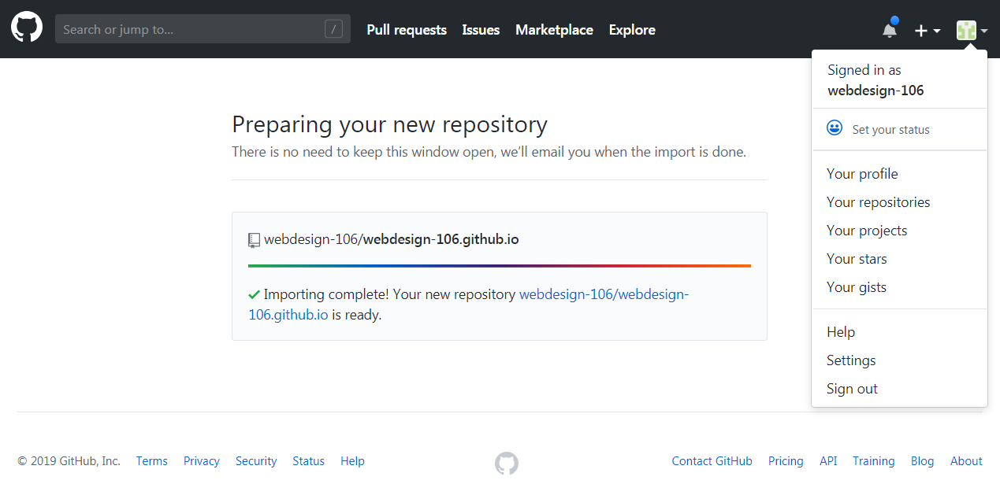 Search or jump to... /
Pull requests Issues Marketplace Explore
Signed in as
webdesign-106
Set your status
Your profile
Your repositories
Your projects
Your stars
Your gists
Help
Settings
Sign out
Preparing your new repository
There is no need to keep this window open, we’ll email you when the import is done.
webdesign-106/webdesign-106.github.io
Importing complete! Your new repository webdesign-106/webdesign-
106.github.io is ready.
© 2019 GitHub, Inc. Terms Privacy Security Status Help
Contact GitHub Pricing API Training Blog About